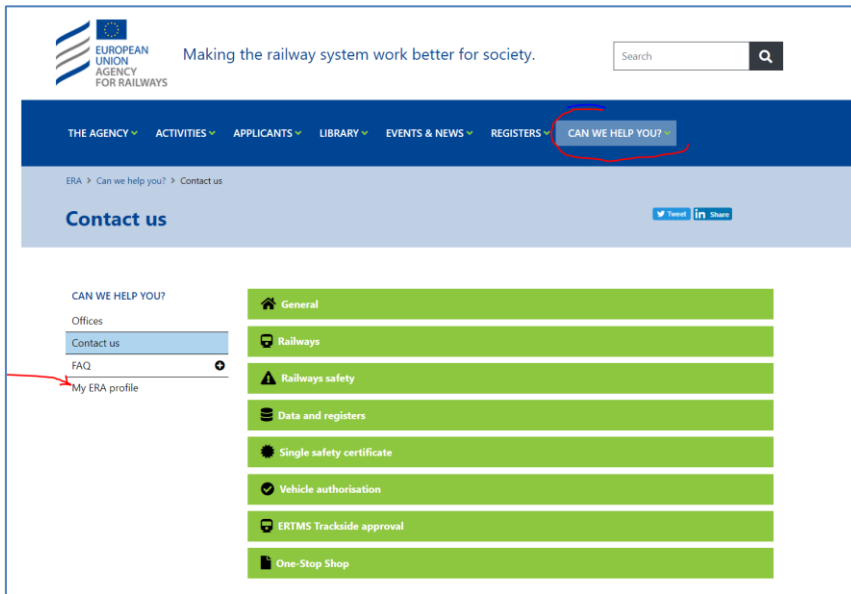 EUROPEAN
UNION
AGENCY
FOR RAILWAYS
Making the railway system work better for society.
Search
THE AGENCY ACTIVITIES APPLICANTS LIBRARY EVENTS & NEWS REGISTERS CAN WE HELP YOU?
ERA > Can we help you? > Contact us
Contact us
Tweet in Share
CAN WE HELP YOU?
Offices
Contact us
FAQ
My ERA profile
General
Railways
Railways safety
Data and registers
Single safety certificate
Vehicle authorisation
ERTMS Trackside approval
One-Stop Shop